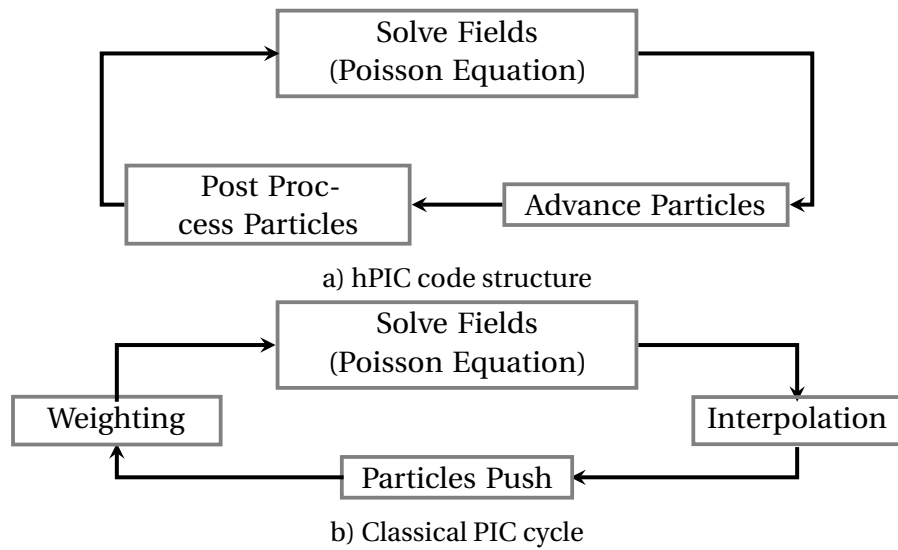 Solve Fields
(Poisson Equation)
Post Proc-
cess Particles
Advance Particles
a) hPIC code structure
Solve Fields
(Poisson Equation)
Weighting
Interpolation
Particles Push
b) Classical PIC cycle